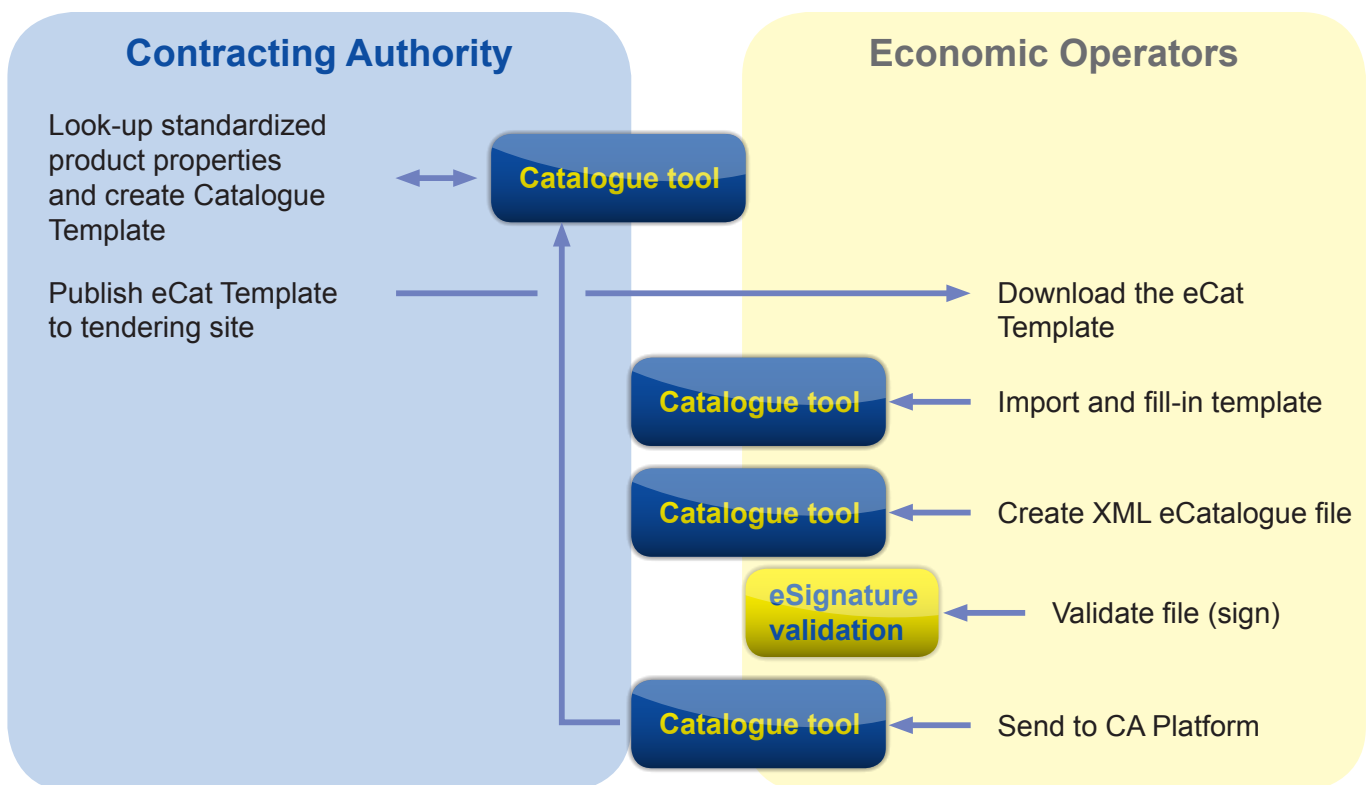 Contracting Authority
Economic Operators
Look-up standardized
product properties
and create Catalogue
Template
Catalogue tool
Publish eCat Template
to tendering site
Download the eCat
Template
Catalogue tool
Import and fill-in template
Catalogue tool
Create XML eCatalogue file
eSignature
validation
Validate file (sign)
Catalogue tool
Send to CA Platform